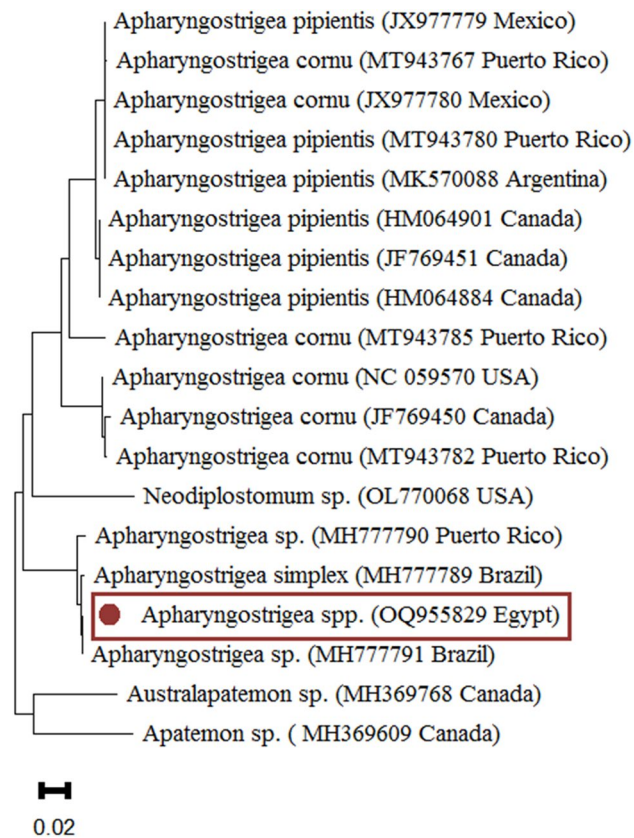 Apharyngostrigea pipientis (JX977779 Mexico)
Apharyngostrigea cornu (MT943767 Puerto Rico)
Apharyngostrigea cornu (JX977780 Mexico)
Apharyngostrigea pipientis (MT943780 Puerto Rico)
Apharyngostrigea pipientis (MK570088 Argentina)
Apharyngostrigea pipientis (HM064901 Canada)
Apharyngostrigea pipientis (JF769451 Canada)
Apharyngostrigea pipientis (HM064884 Canada)
Apharyngostrigea cornu (MT943785 Puerto Rico)
Apharyngostrigea cornu (NC 059570 USA)
Apharyngostrigea cornu (JF769450 Canada)
Apharyngostrigea cornu (MT943782 Puerto Rico)
Neodiplostomum sp. (OL770068 USA)
Apharyngostrigea sp. (MH777790 Puerto Rico)
Apharyngostrigea simplex (MH777789 Brazil)
Apharyngostrigea spp. (OQ955829 Egypt)
Apharyngostrigea sp. (MH777791 Brazil)
Australapatemon sp. (MH369768 Canada)
Apatemon sp. ( MH369609 Canada)
0.02